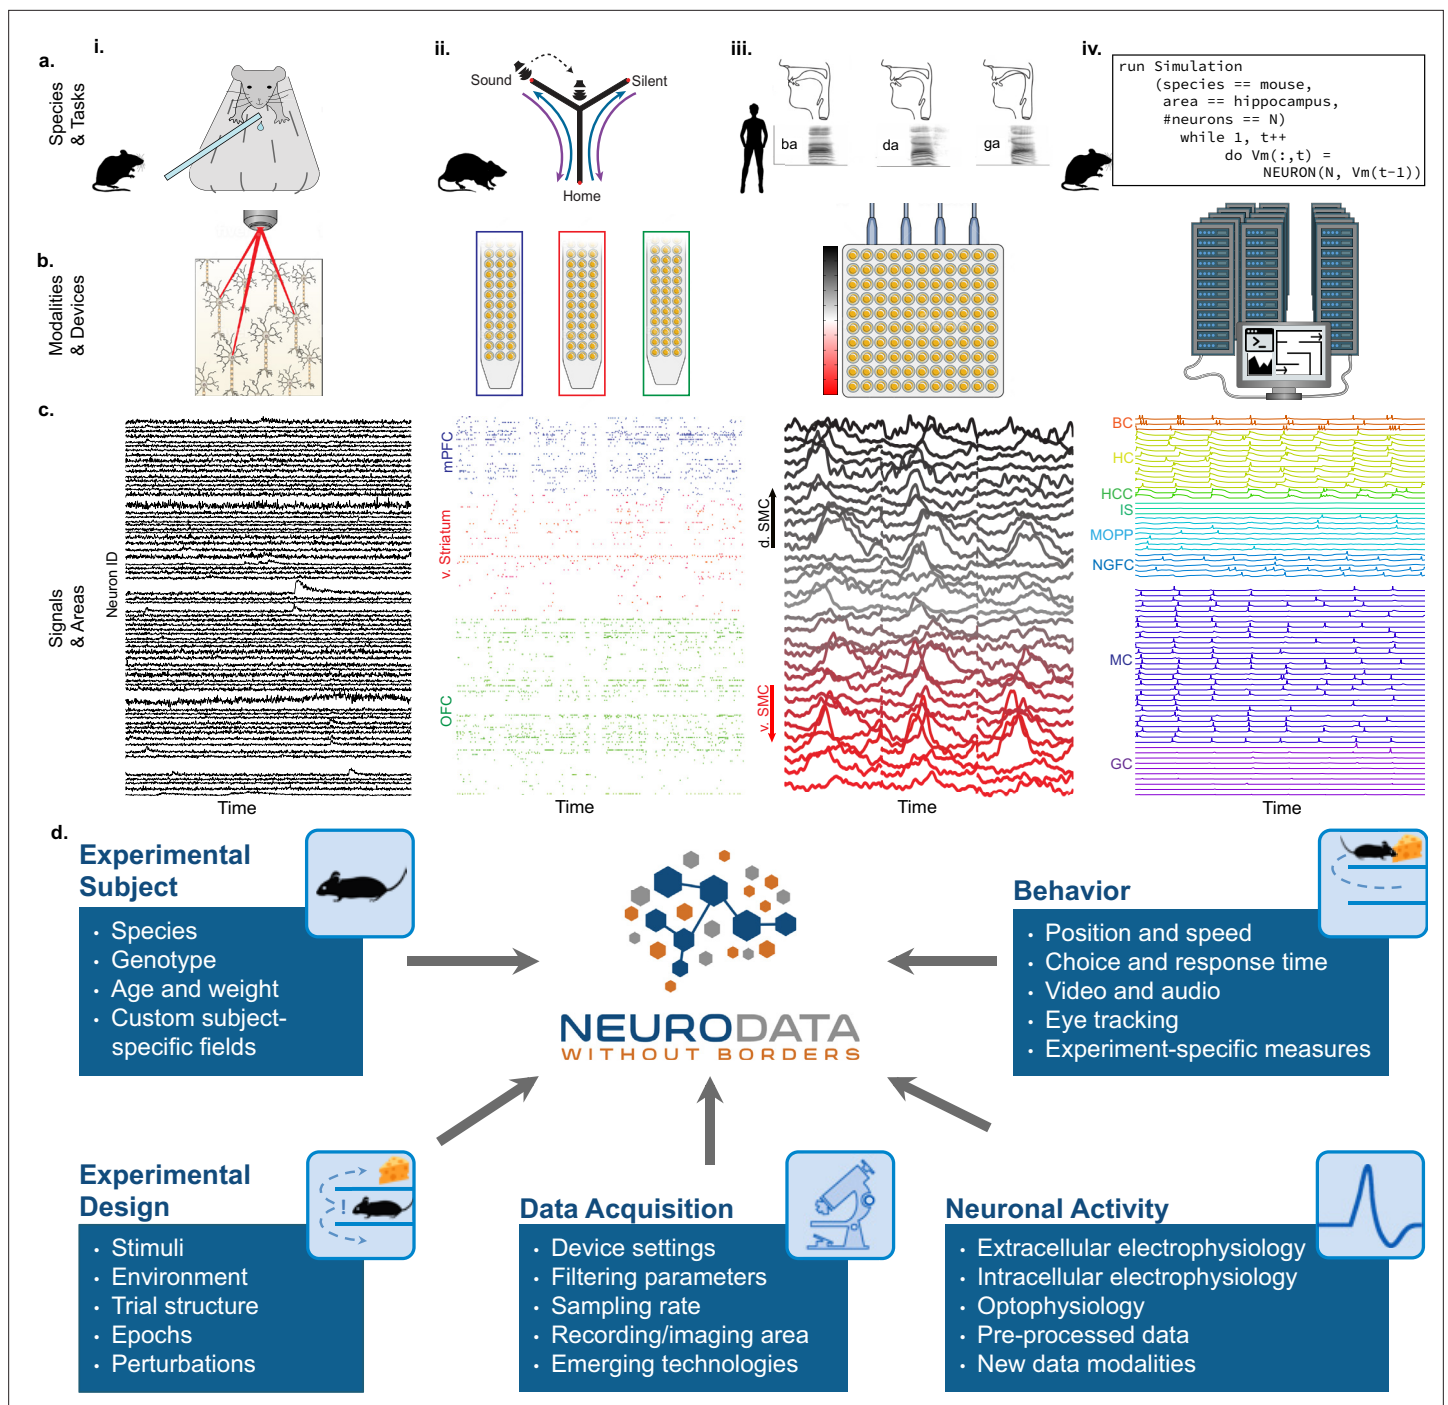 i.
ii.
iii.
iv.
a.
Species
& Tasks
Sound
Silent
Home
ba
da
ga
run Simulation
(species == mouse,
area == hippocampus,
#neurons == N)
while 1, t++
do Vm(:,t) =
NEURON(N, Vm(t-1))
b.
Modalities
& Devices
c.
Signals
& Areas
Neuron ID
Time
mPFC
v. Striatum
OFC
Time
d. SMC
v. SMC
Time
BC
HC
HCC
IS
MOPP
NGFC
MC
GC
Time
d.
Experimental
Subject
• Species
• Genotype
• Age and weight
• Custom subject-
specific fields
NEURODATA
WITHOUT BORDERS
Behavior
• Position and speed
• Choice and response time
• Video and audio
• Eye tracking
• Experiment-specific measures
Experimental
Design
!
• Stimuli
• Environment
• Trial structure
• Epochs
• Perturbations
Data Acquisition
• Device settings
• Filtering parameters
• Sampling rate
• Recording/imaging area
• Emerging technologies
Neuronal Activity
• Extracellular electrophysiology
• Intracellular electrophysiology
• Optophysiology
• Pre-processed data
• New data modalities